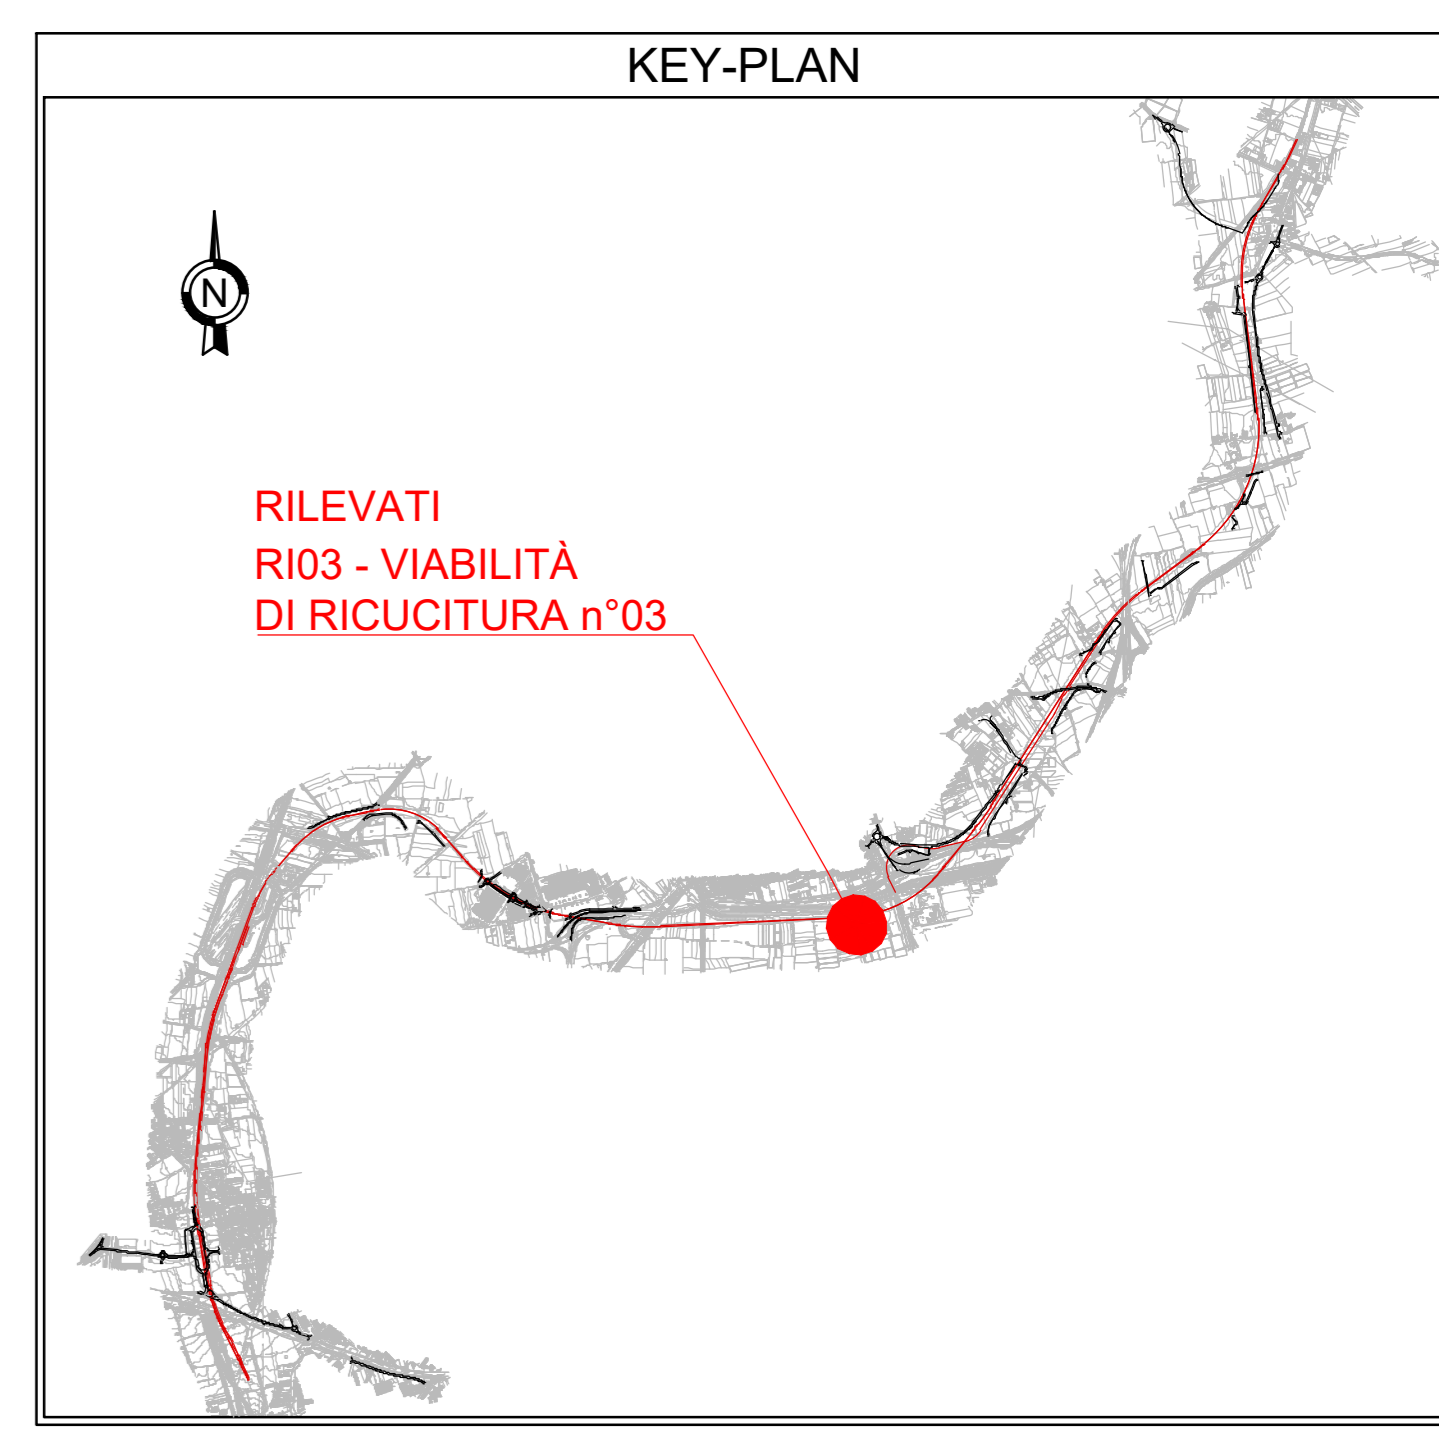 KEY-PLAN
N
RILEVATI
RI03 - VIABILITÀ
DI RICUCITURA n°03